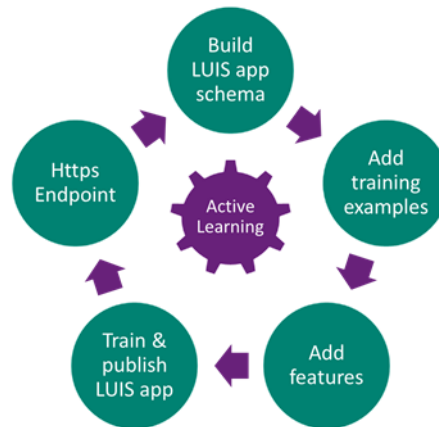 Build
LUIS app
schema
Add
training
examples
Add
features
Train &
publish
LUIS app
Https
Endpoint
Active
Learning